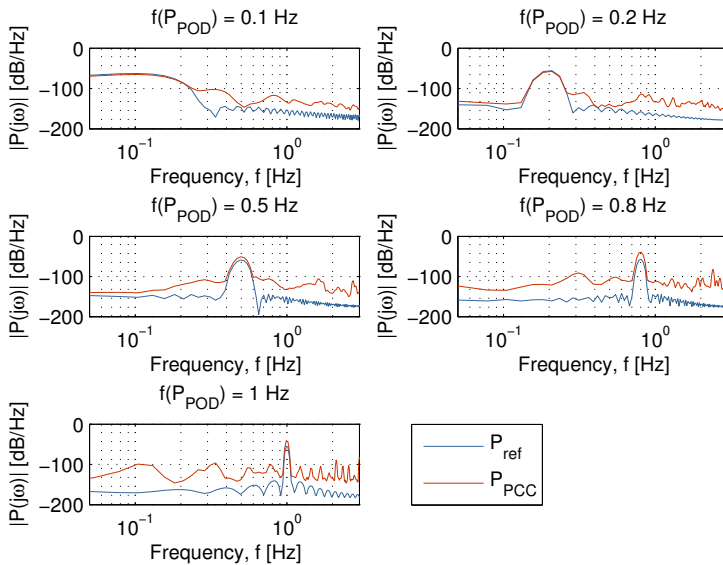 f(P_POD) = 0.1 Hz
0
−100
−200
|P(jω)| [dB/Hz]
10^−1
10^0
Frequency, f [Hz]
f(P_POD) = 0.2 Hz
0
−100
−200
|P(jω)| [dB/Hz]
10^−1
10^0
Frequency, f [Hz]
f(P_POD) = 0.5 Hz
0
−100
−200
|P(jω)| [dB/Hz]
10^−1
10^0
Frequency, f [Hz]
f(P_POD) = 0.8 Hz
0
−100
−200
|P(jω)| [dB/Hz]
10^−1
10^0
Frequency, f [Hz]
f(P_POD) = 1 Hz
0
−100
−200
|P(jω)| [dB/Hz]
10^−1
10^0
Frequency, f [Hz]
P_ref
P_PCC